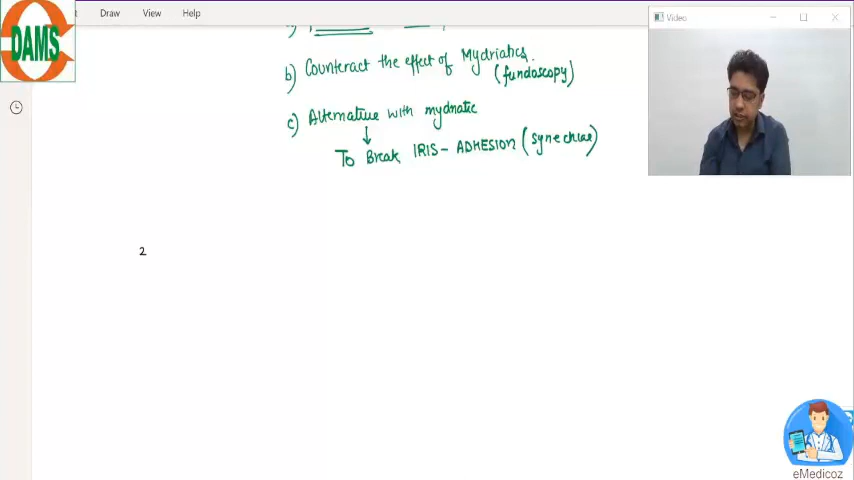 DAMS
Draw View Help
Video
b) Counteract the effect of Mydriatics.
(fundoscopy)
c) Alternative with mydriatic
To Break IRIS-ADHESION (synechiae)
2
eMedicoz